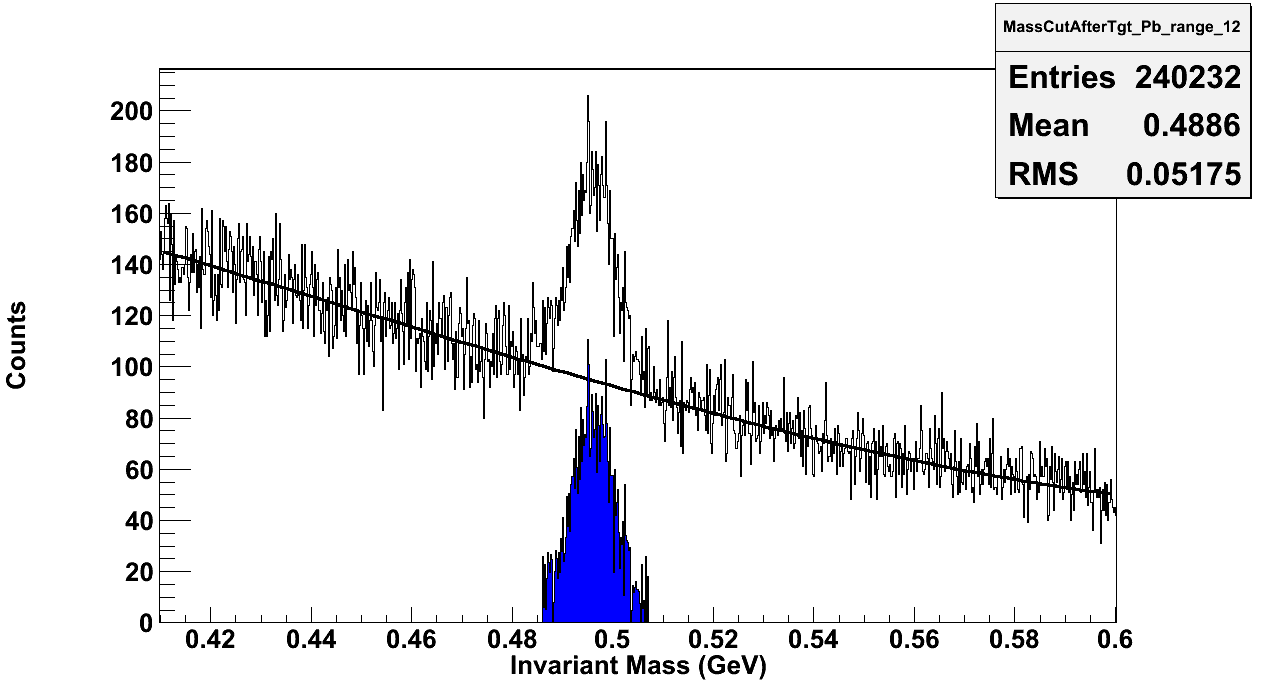 MassCutAfterTgt_Pb_range_12
Entries 240232
Mean 0.4886
RMS 0.05175
Counts
200
180
160
140
120
100
80
60
40
20
0
0.42 0.44 0.46 0.48 0.5 0.52 0.54 0.56 0.58 0.6
Invariant Mass (GeV)